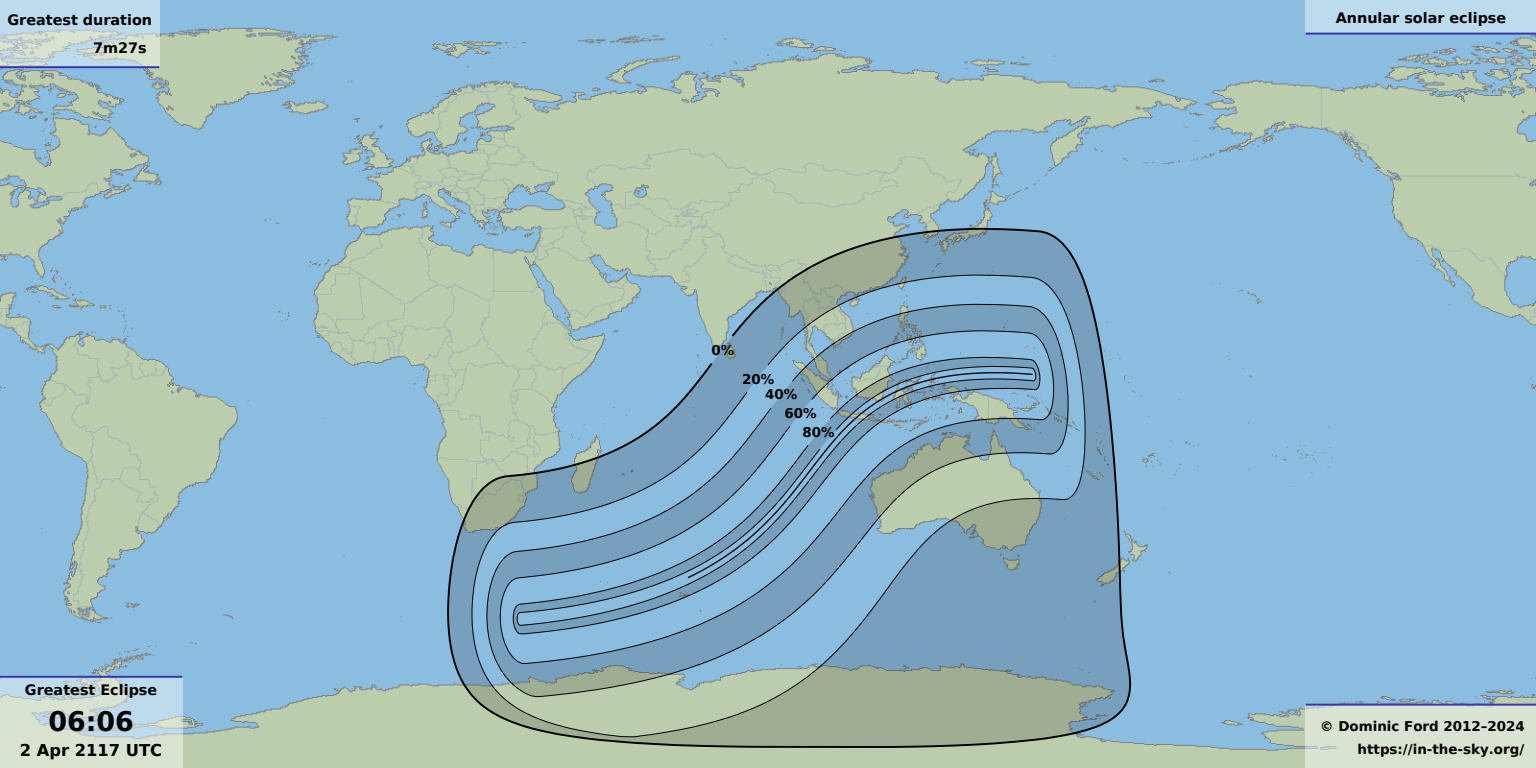 Greatest duration
7m27s
Annular solar eclipse
0%
20%
40%
60%
80%
Greatest Eclipse
06:06
2 Apr 2117 UTC
© Dominic Ford 2012–2024
https://in-the-sky.org/